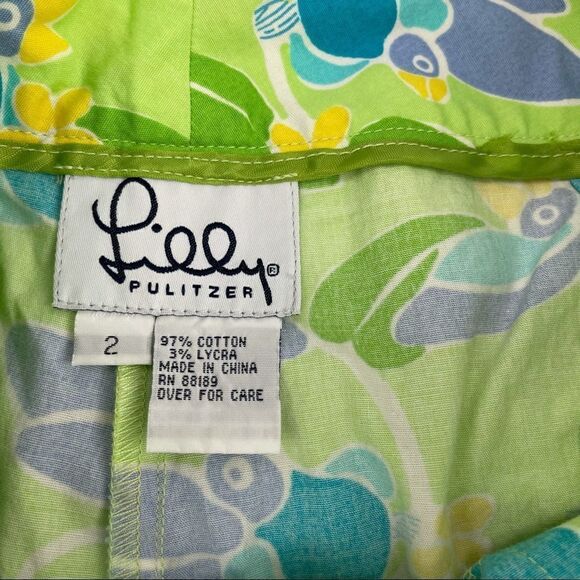 Lilly®
PULITZER
2
97% COTTON
3% LYCRA
MADE IN CHINA
RN 88189
OVER FOR CARE